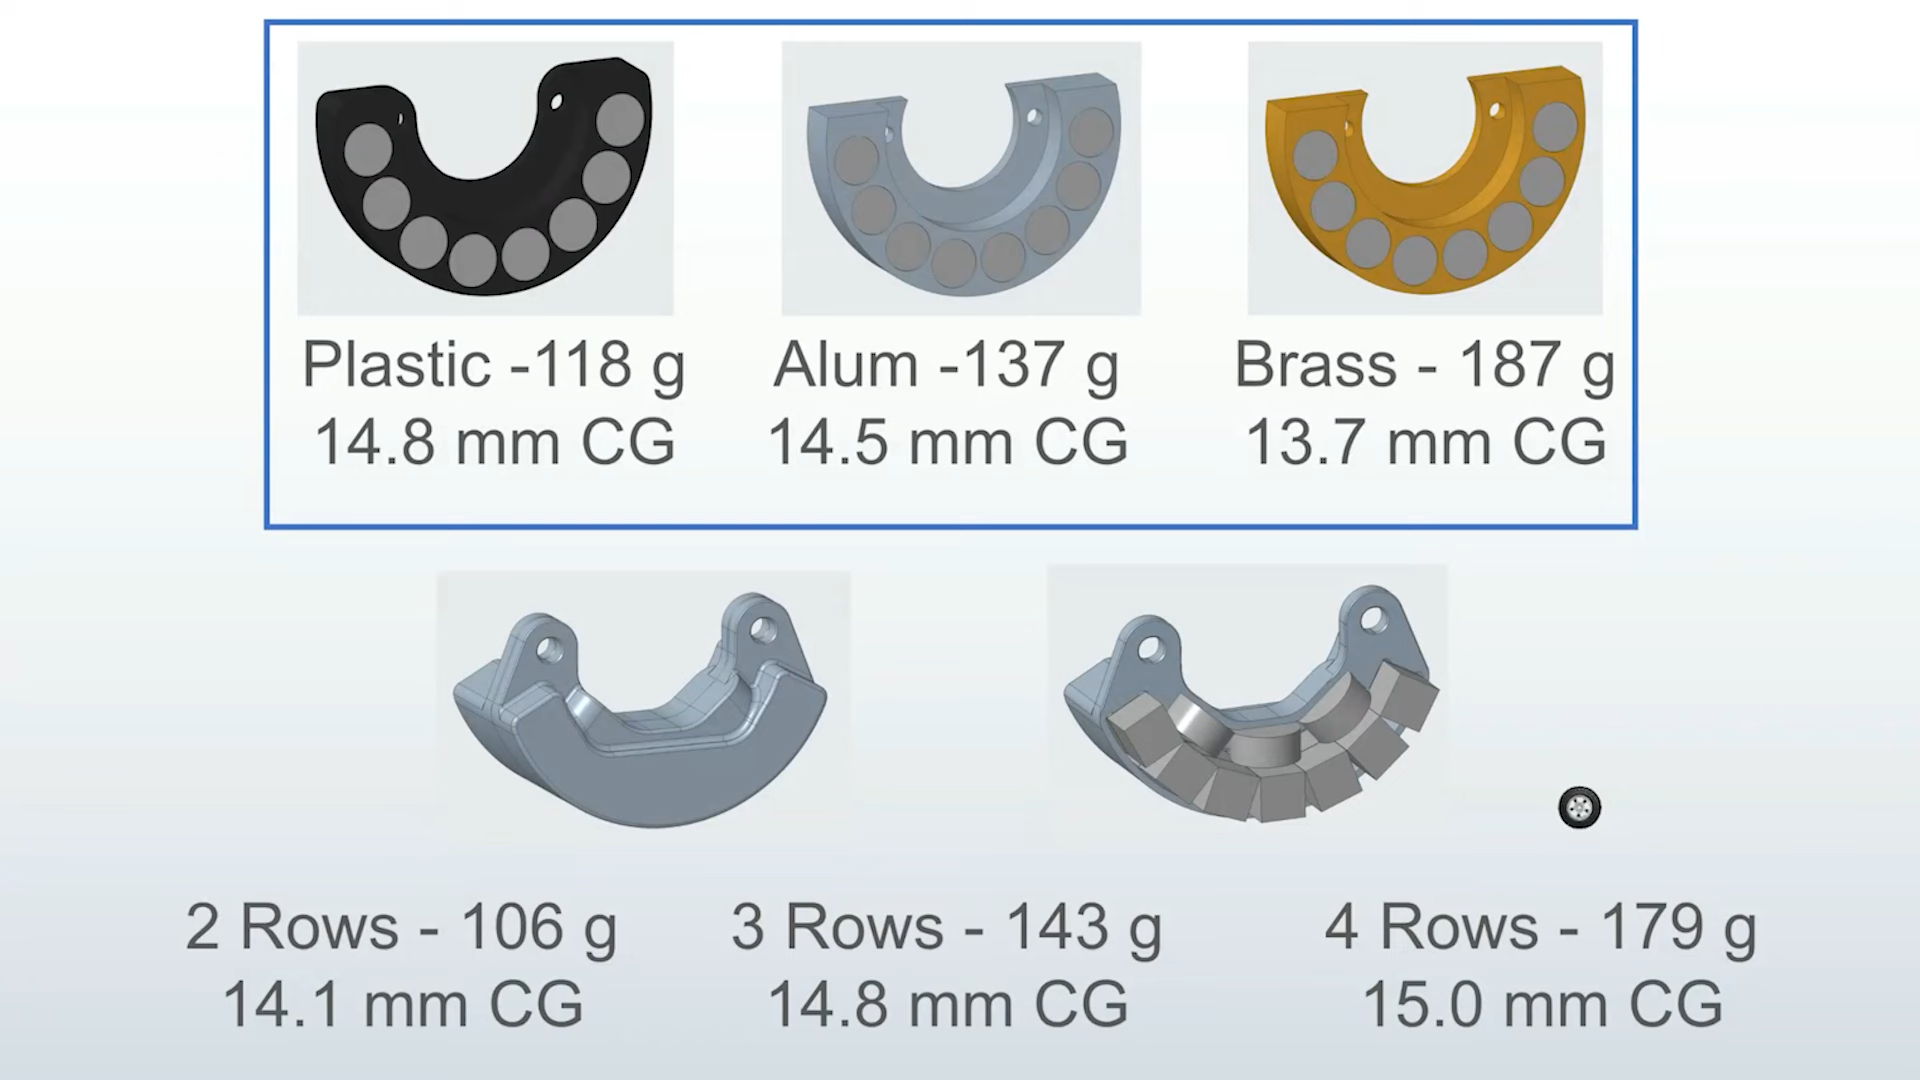 Plastic -118 g
14.8 mm CG
Alum -137 g
14.5 mm CG
Brass - 187 g
13.7 mm CG
2 Rows - 106 g
14.1 mm CG
3 Rows - 143 g
14.8 mm CG
4 Rows - 179 g
15.0 mm CG